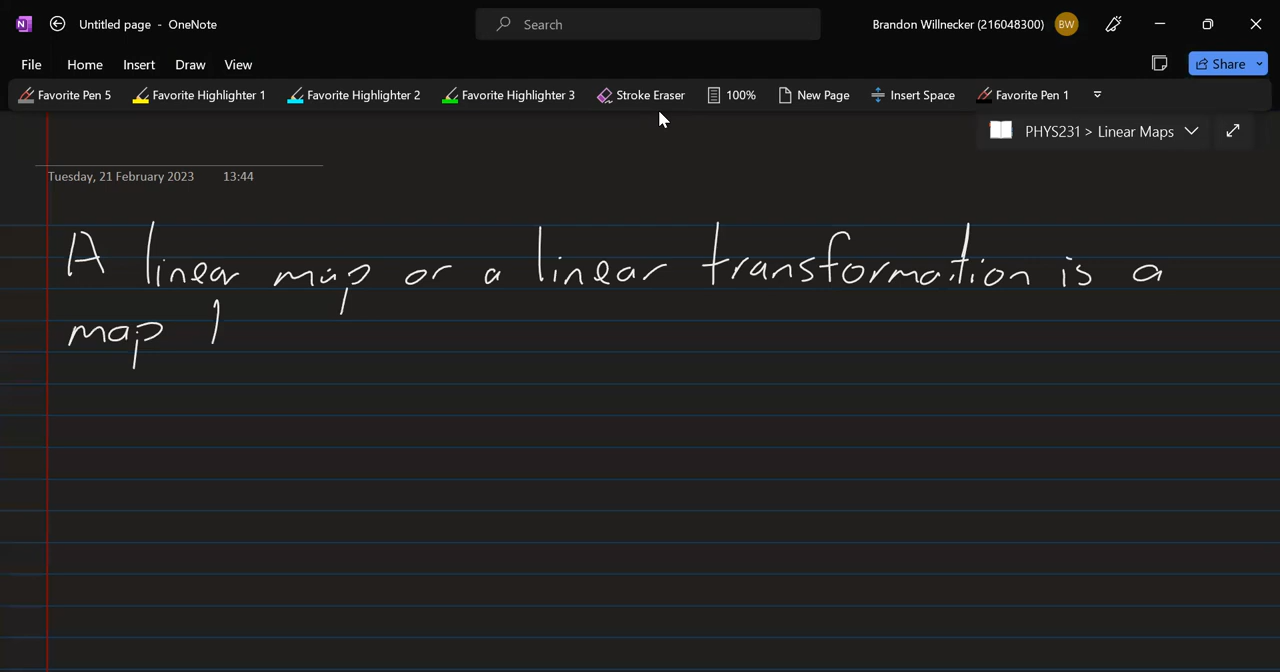 Untitled page - OneNote
Search
Brandon Willnecker (216048300)
BW
File Home Insert Draw View
Share
Favorite Pen 5 Favorite Highlighter 1 Favorite Highlighter 2 Favorite Highlighter 3 Stroke Eraser 100% New Page Insert Space Favorite Pen 1
PHYS231 > Linear Maps
Tuesday, 21 February 2023 13:44
A linear map or a linear transformation is a
map